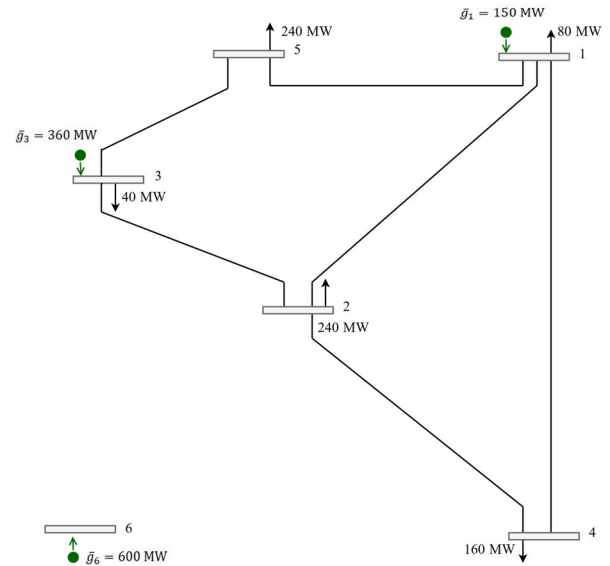 ḡ₁ = 150 MW
240 MW
80 MW
5
1
ḡ₃ = 360 MW
3
40 MW
2
240 MW
6
4
160 MW
ḡ₆ = 600 MW